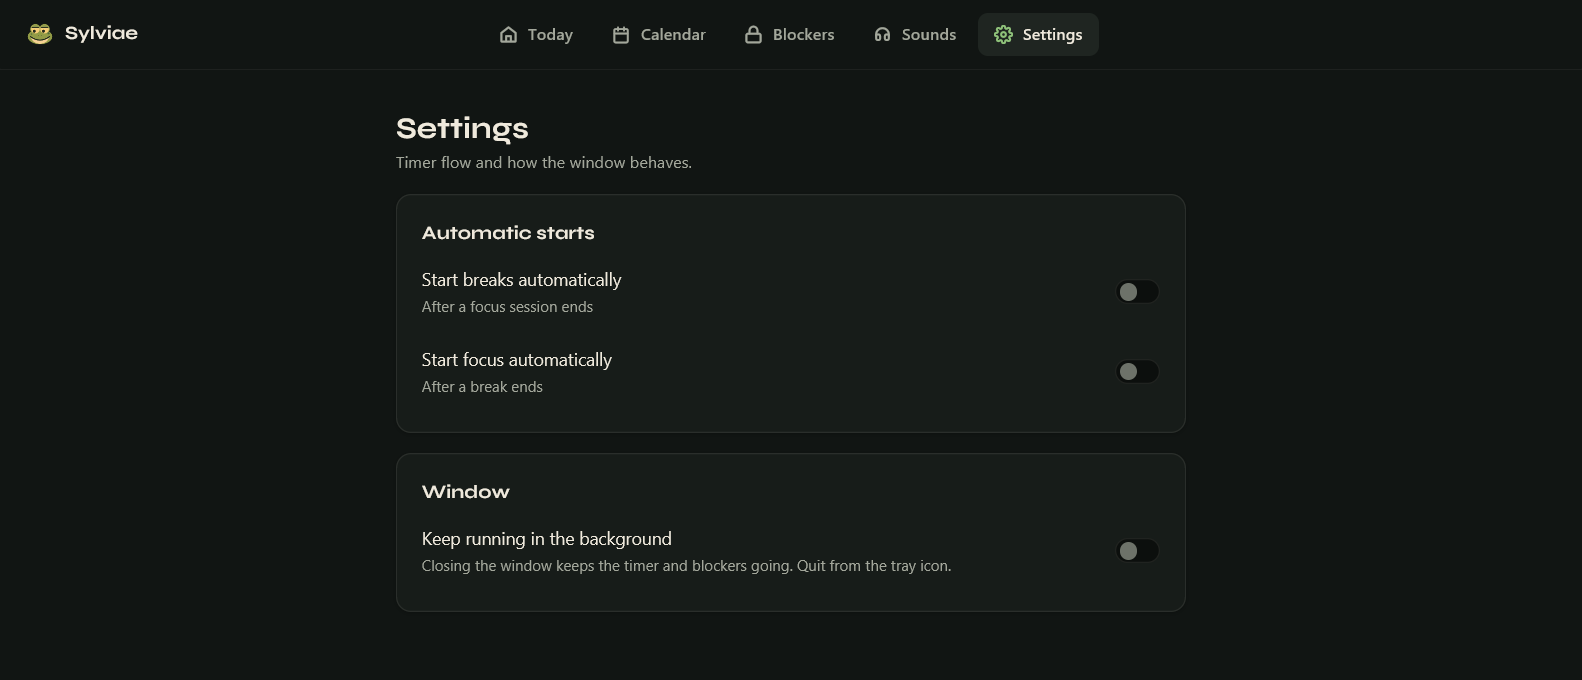 Sylviae
Today
Calendar
Blockers
Sounds
Settings
Settings
Timer flow and how the window behaves.
Automatic starts
Start breaks automatically
After a focus session ends
Start focus automatically
After a break ends
Window
Keep running in the background
Closing the window keeps the timer and blockers going. Quit from the tray icon.